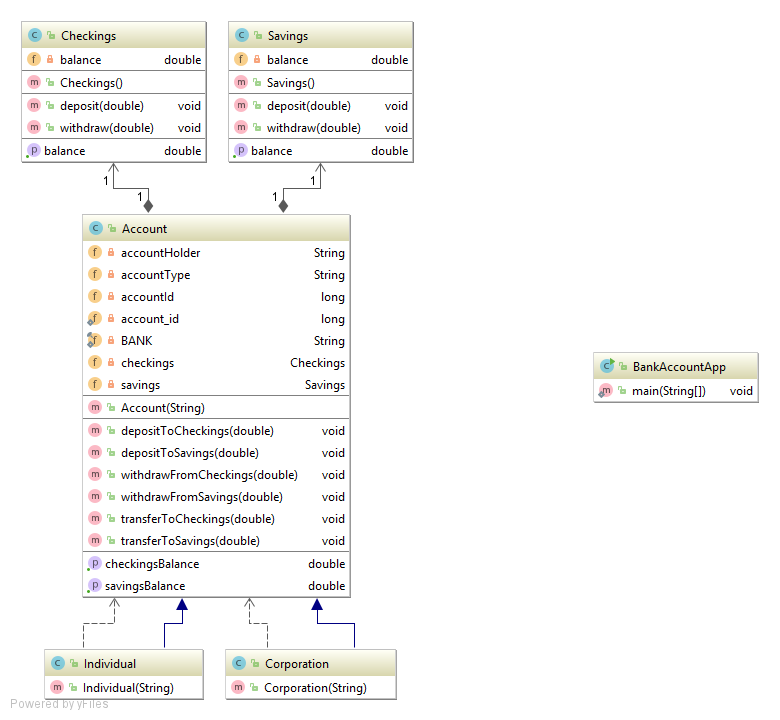 Checkings
balance double
Checkings()
deposit(double) void
withdraw(double) void
balance double
Savings
balance double
Savings()
deposit(double) void
withdraw(double) void
balance double
1
1
1
1
Account
accountHolder String
accountType String
accountId long
account_id long
BANK String
checkings Checkings
savings Savings
Account(String)
depositToCheckings(double) void
depositToSavings(double) void
withdrawFromCheckings(double) void
withdrawFromSavings(double) void
transferToCheckings(double) void
transferToSavings(double) void
checkingsBalance double
savingsBalance double
BankAccountApp
main(String[]) void
Individual
Individual(String)
Corporation
Corporation(String)
Powered by yFiles